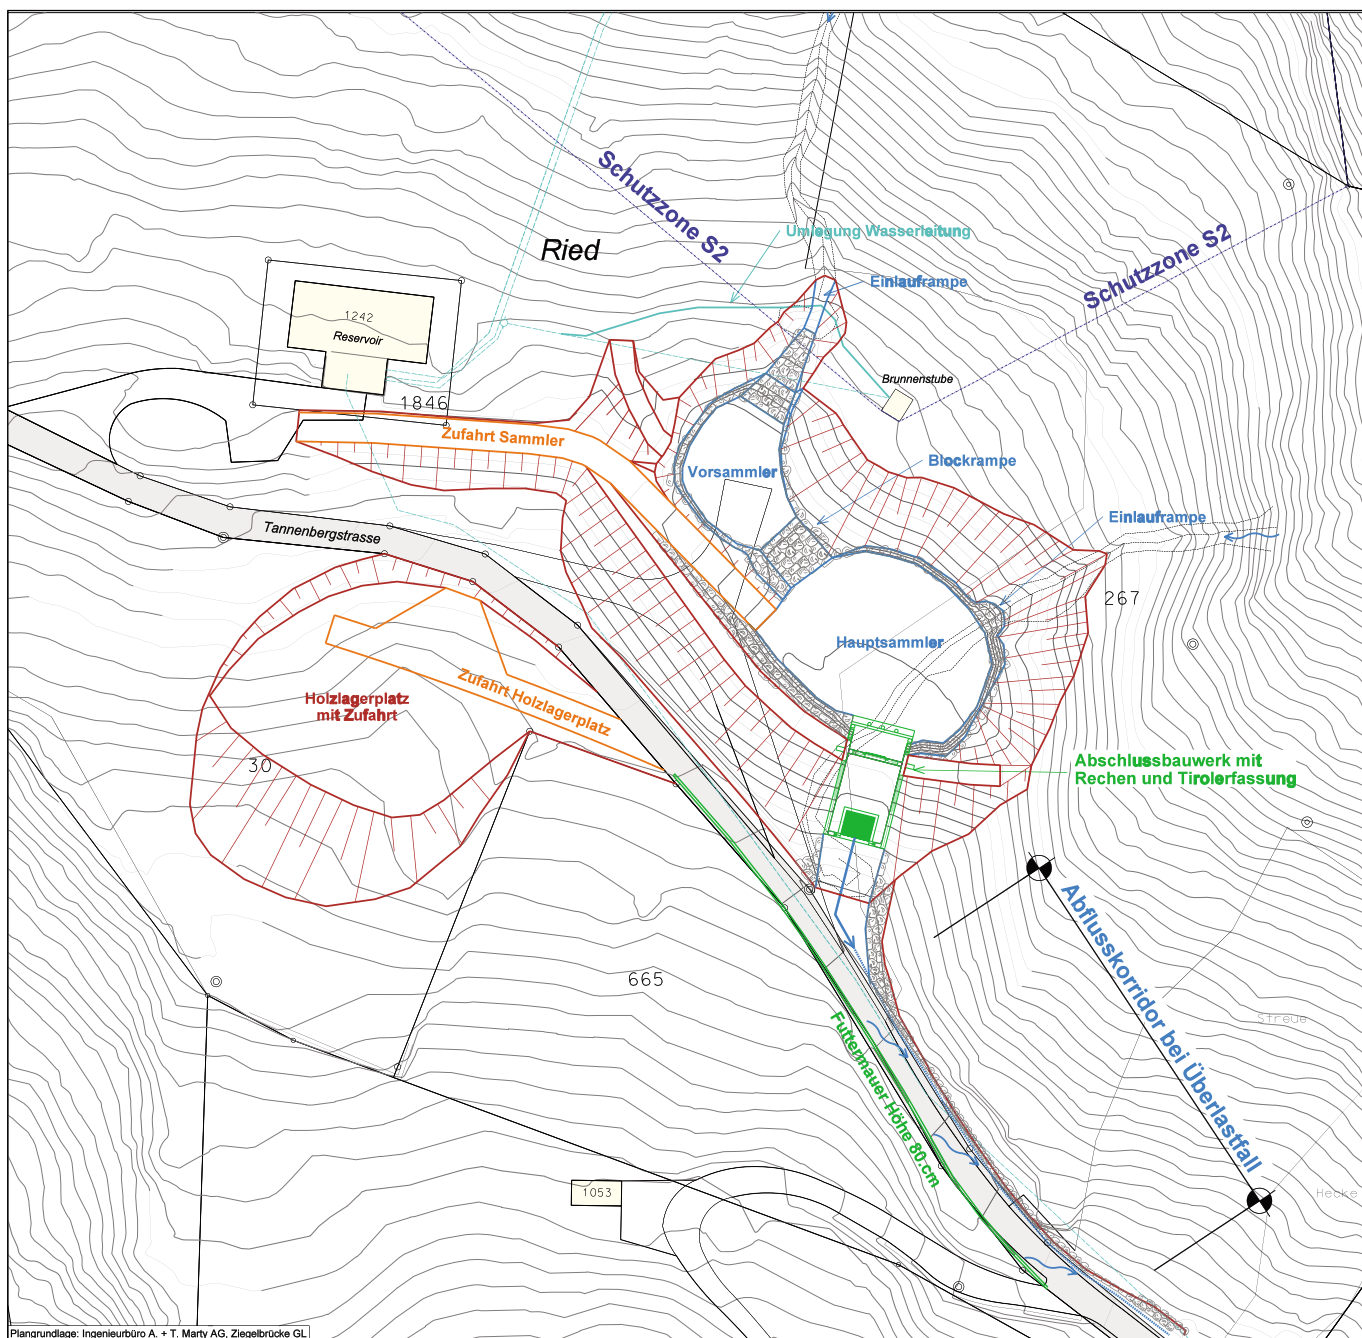 Schutzzone S2
Schutzzone S2
Ried
Umlegung Wasserleitung
Einlauframpe
1242
Reservoir
Brunnenstube
1846
Zufahrt Sammler
Vorsammler
Blockrampe
Einlauframpe
Tannenbergstrasse
267
Hauptsammler
Zufahrt Holzlagerplatz
Holzlagerplatz
mit Zufahrt
30
Abschlussbauwerk mit
Rechen und Tirolerfassung
Abflusskorridor bei Überlastfall
665
Streue
Futtermauer Höhe 80.cm
1053
Hecke
Plangrundlage: Ingenieurbüro A. + T. Marty AG, Ziegelbrücke GL